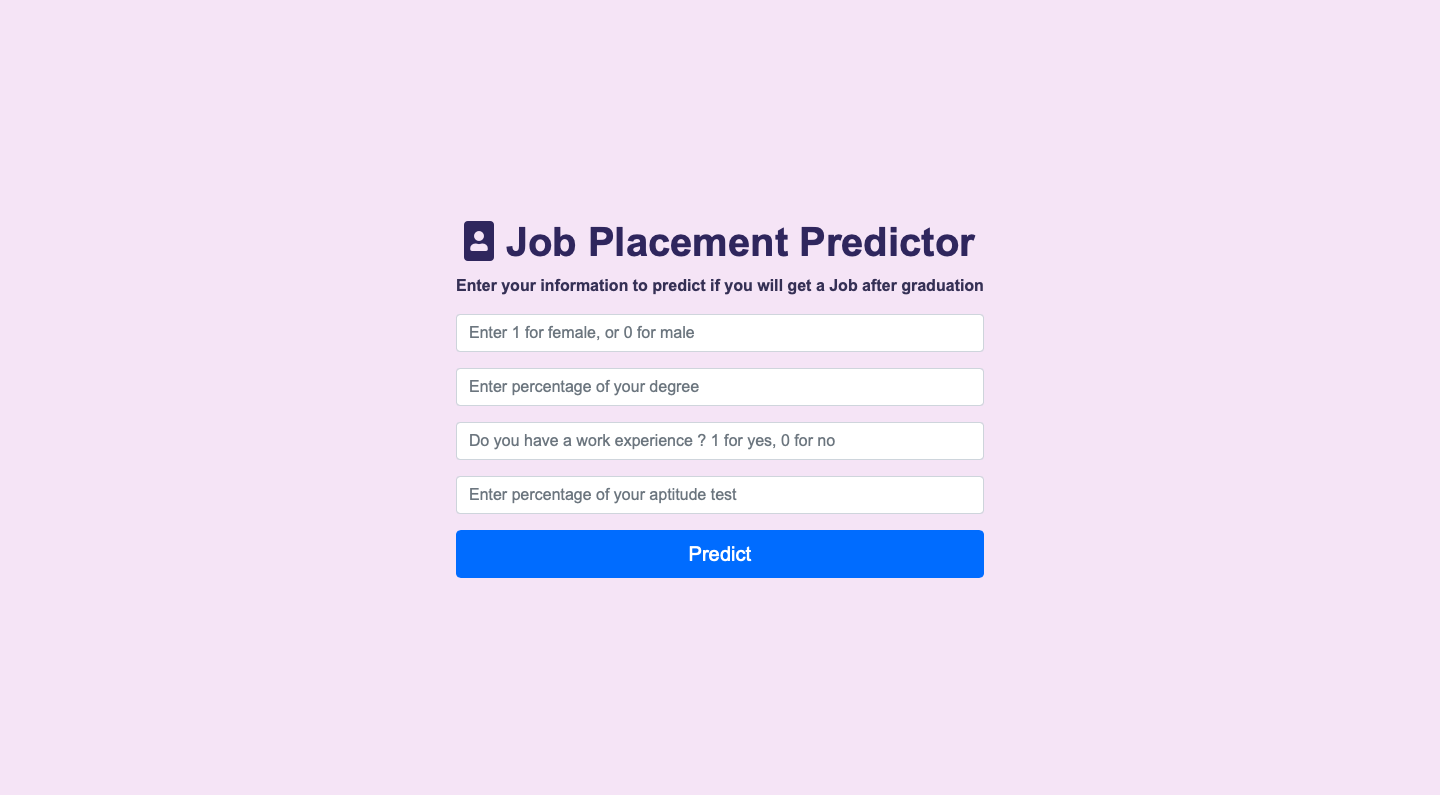 Job Placement Predictor
Enter your information to predict if you will get a Job after graduation
Enter 1 for female, or 0 for male
Enter percentage of your degree
Do you have a work experience ? 1 for yes, 0 for no
Enter percentage of your aptitude test
Predict